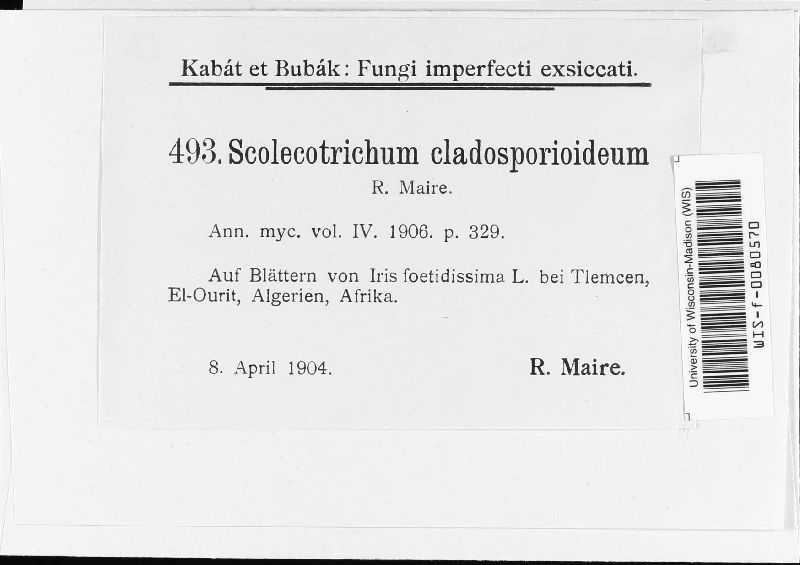 Kabát et Bubák: Fungi imperfecti exsiccati.
493. Scolecotrichum cladosporioideum
R. Maire.
Ann. myc. vol. IV. 1906. p. 329.
Auf Blättern von Iris foetidissima L. bei Tlemcen,
El-Ourit, Algerien, Afrika.
8. April 1904. R. Maire.
University of Wisconsin-Madison (WIS)
WIS-f-0080570